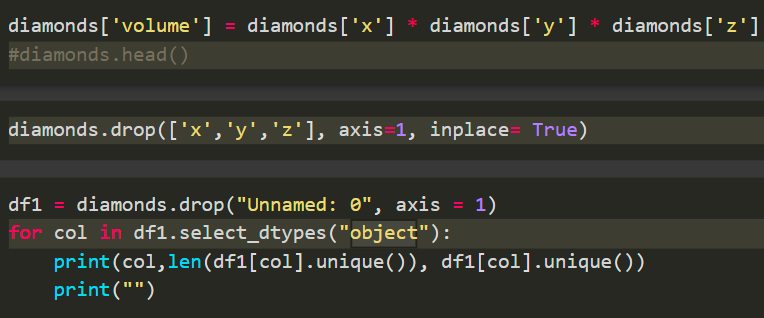 diamonds['volume'] = diamonds['x'] * diamonds['y'] * diamonds['z']
#diamonds.head()
diamonds.drop(['x','y','z'], axis=1, inplace= True)
df1 = diamonds.drop("Unnamed: 0", axis = 1)
for col in df1.select_dtypes("object"):
    print(col,len(df1[col].unique()), df1[col].unique())
    print("")